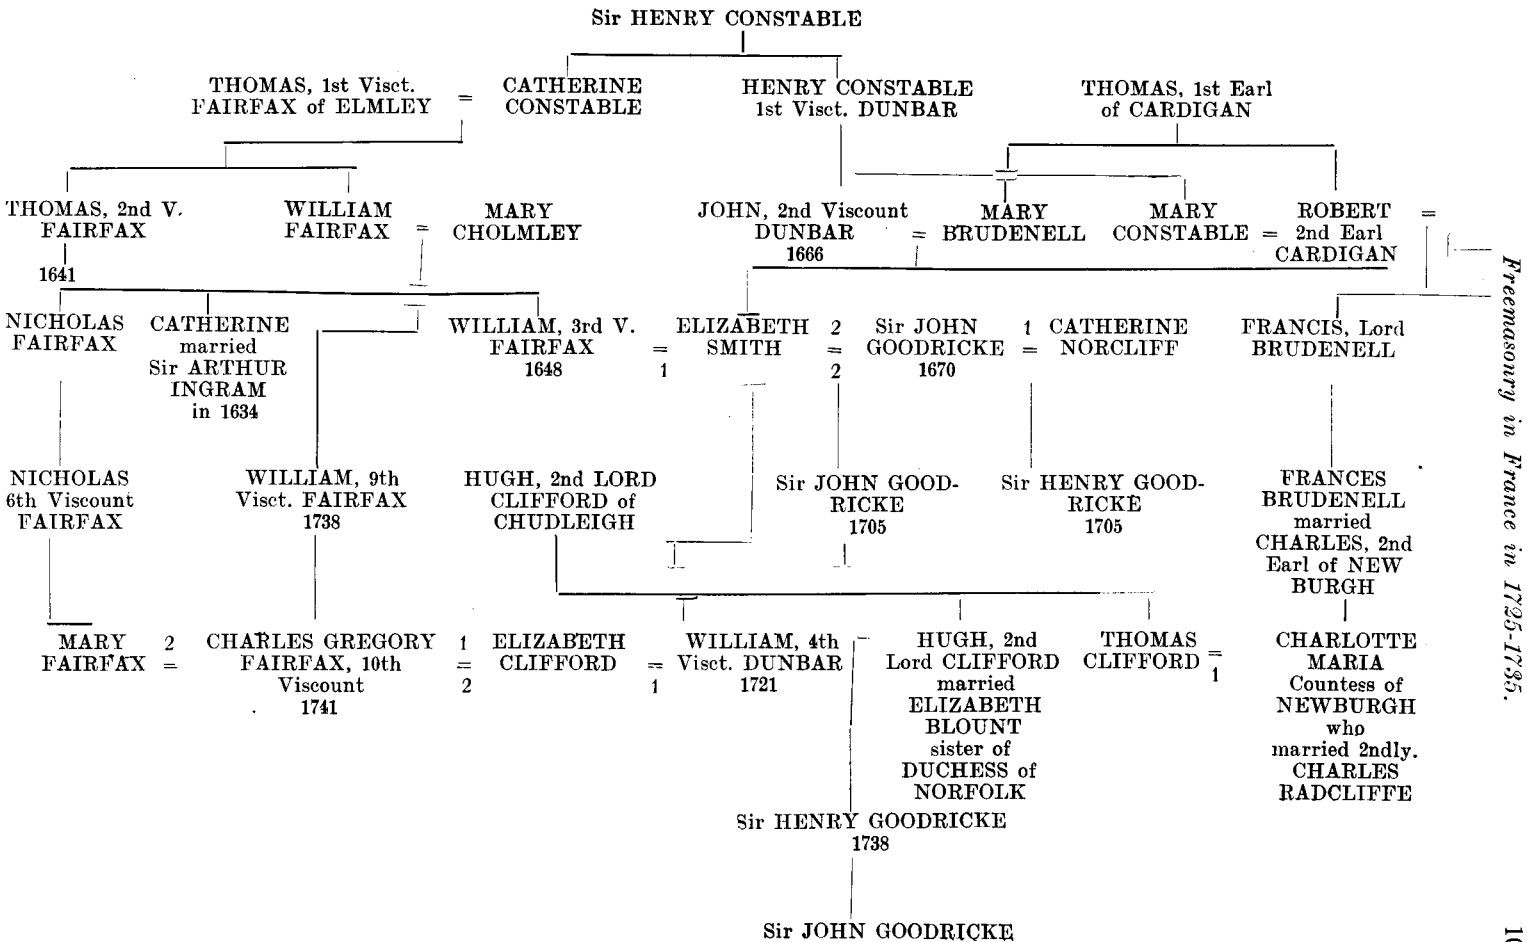 Sir HENRY CONSTABLE
THOMAS, 1st Visct.
FAIRFAX of ELMLEY
=
CATHERINE
CONSTABLE
HENRY CONSTABLE
1st Visct. DUNBAR
THOMAS, 1st Earl
of CARDIGAN
THOMAS, 2nd V.
FAIRFAX
1641
WILLIAM
FAIRFAX
=
MARY
CHOLMLEY
JOHN, 2nd Viscount
DUNBAR
1666
=
MARY
BRUDENELL
MARY
CONSTABLE
=
ROBERT
2nd Earl
CARDIGAN
=
NICHOLAS
FAIRFAX
CATHERINE
married
Sir ARTHUR
INGRAM
in 1634
WILLIAM, 3rd V.
FAIRFAX
1648
=
1
ELIZABETH
SMITH
2
=
2
Sir JOHN
GOODRICKE
1670
1
=
CATHERINE
NORCLIFF
FRANCIS, Lord
BRUDENELL
NICHOLAS
6th Viscount
FAIRFAX
WILLIAM, 9th
Visct. FAIRFAX
1738
HUGH, 2nd LORD
CLIFFORD of
CHUDLEIGH
Sir JOHN GOOD-
RICKE
1705
Sir HENRY GOOD-
RICKE
1705
FRANCES
BRUDENELL
married
CHARLES, 2nd
Earl of NEW
BURGH
MARY
FAIRFAX
2
=
CHARLES GREGORY
FAIRFAX, 10th
Viscount
1741
1
=
2
ELIZABETH
CLIFFORD
=
1
WILLIAM, 4th
Visct. DUNBAR
1721
HUGH, 2nd
Lord CLIFFORD
married
ELIZABETH
BLOUNT
sister of
DUCHESS of
NORFOLK
THOMAS
CLIFFORD
=
1
CHARLOTTE
MARIA
Countess of
NEWBURGH
who
married 2ndly.
CHARLES
RADCLIFFE
Sir HENRY GOODRICKE
1738
Sir JOHN GOODRICKE
Freemasonry in France in 1725-1735.